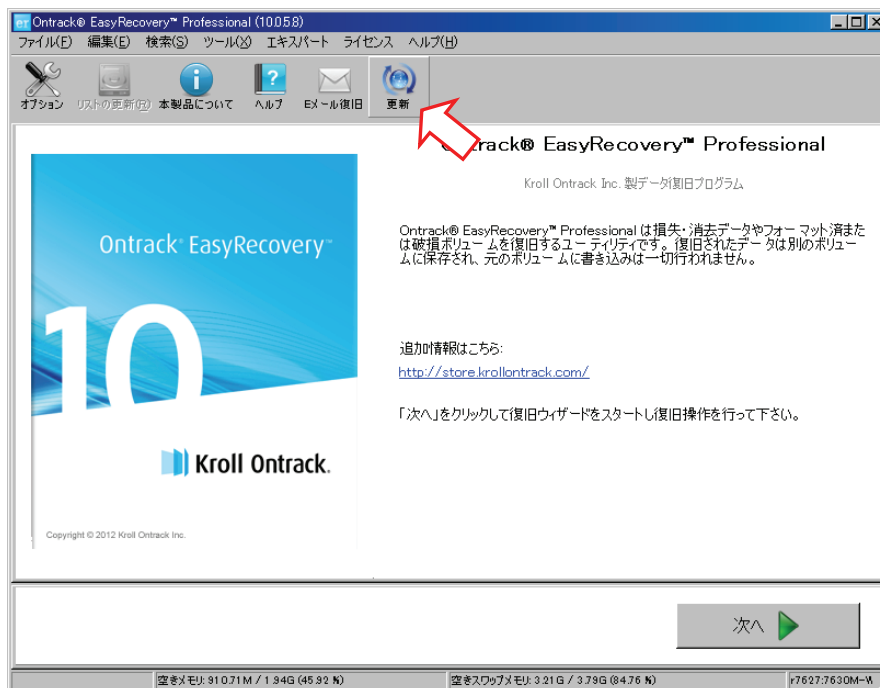 Ontrack® EasyRecovery™ Professional (10.0.5.8)
ファイル(F) 編集(E) 検索(S) ツール(X) エキスパート ライセンス ヘルプ(H)
オプション リストの更新(R) 本製品について ヘルプ EXメール復旧 更新
EasyRecovery™ Professional
Kroll Ontrack Inc. 製データ復旧プログラム
Ontrack® EasyRecovery™ Professional は損失・消去データやフォーマット済また
は破損ボリュームを復旧するユーティリティです。復旧されたデータは別のボリュー
ムに保存され、元のボリュームに書き込みは一切行われません。
追加情報はこちら:
http://store.krollontrack.com/
「次へ」をクリックして復旧ウィザードをスタートし復旧操作を行って下さい。
Ontrack® EasyRecovery™
10
Kroll Ontrack.
Copyright © 2012 Kroll Ontrack Inc.
次へ
空きメモリ: 910.71 M / 1.94G (45.92 %) 空きスワップメモリ: 3.21 G / 3.79G (84.76 %) r7627:7630M-W